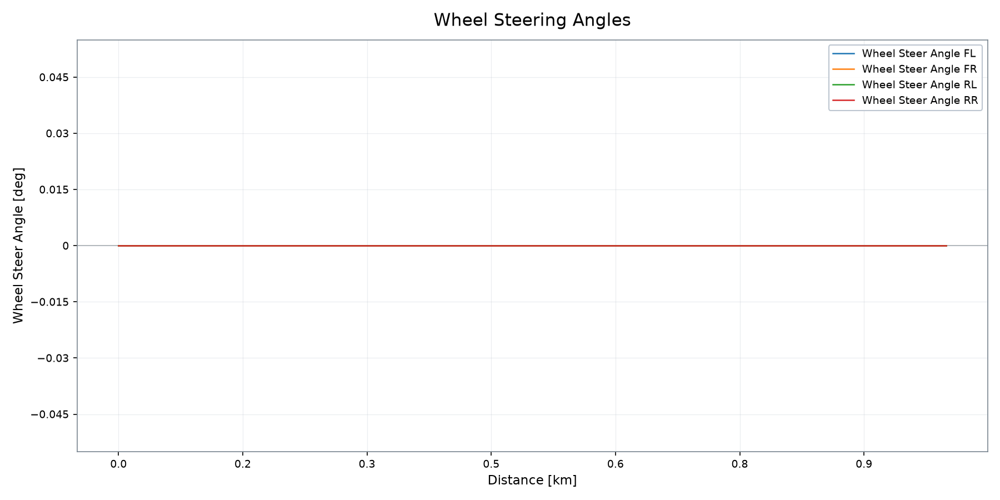 Wheel Steering Angles
Wheel Steer Angle [deg]
0.045
0.03
0.015
0
−0.015
−0.03
−0.045
Wheel Steer Angle FL
Wheel Steer Angle FR
Wheel Steer Angle RL
Wheel Steer Angle RR
0.0 0.2 0.3 0.5 0.6 0.8 0.9
Distance [km]